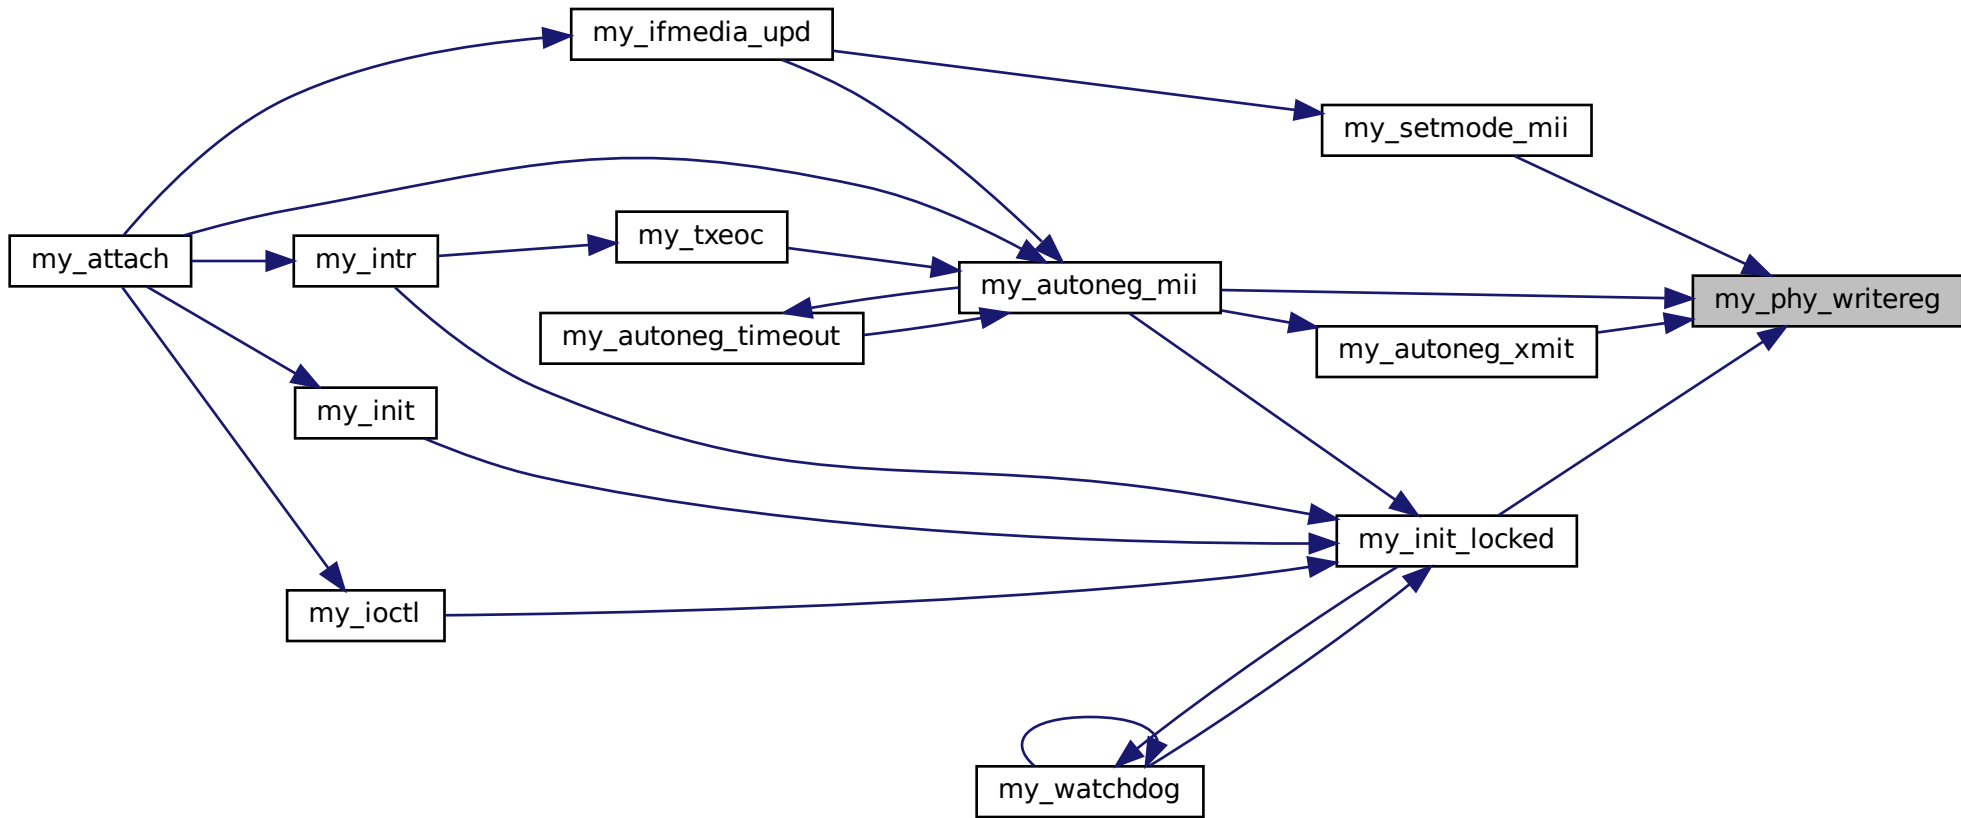 my_ifmedia_upd
my_setmode_mii
my_txeoc
my_attach
my_intr
my_autoneg_mii
my_phy_writereg
my_autoneg_timeout
my_autoneg_xmit
my_init
my_init_locked
my_ioctl
my_watchdog